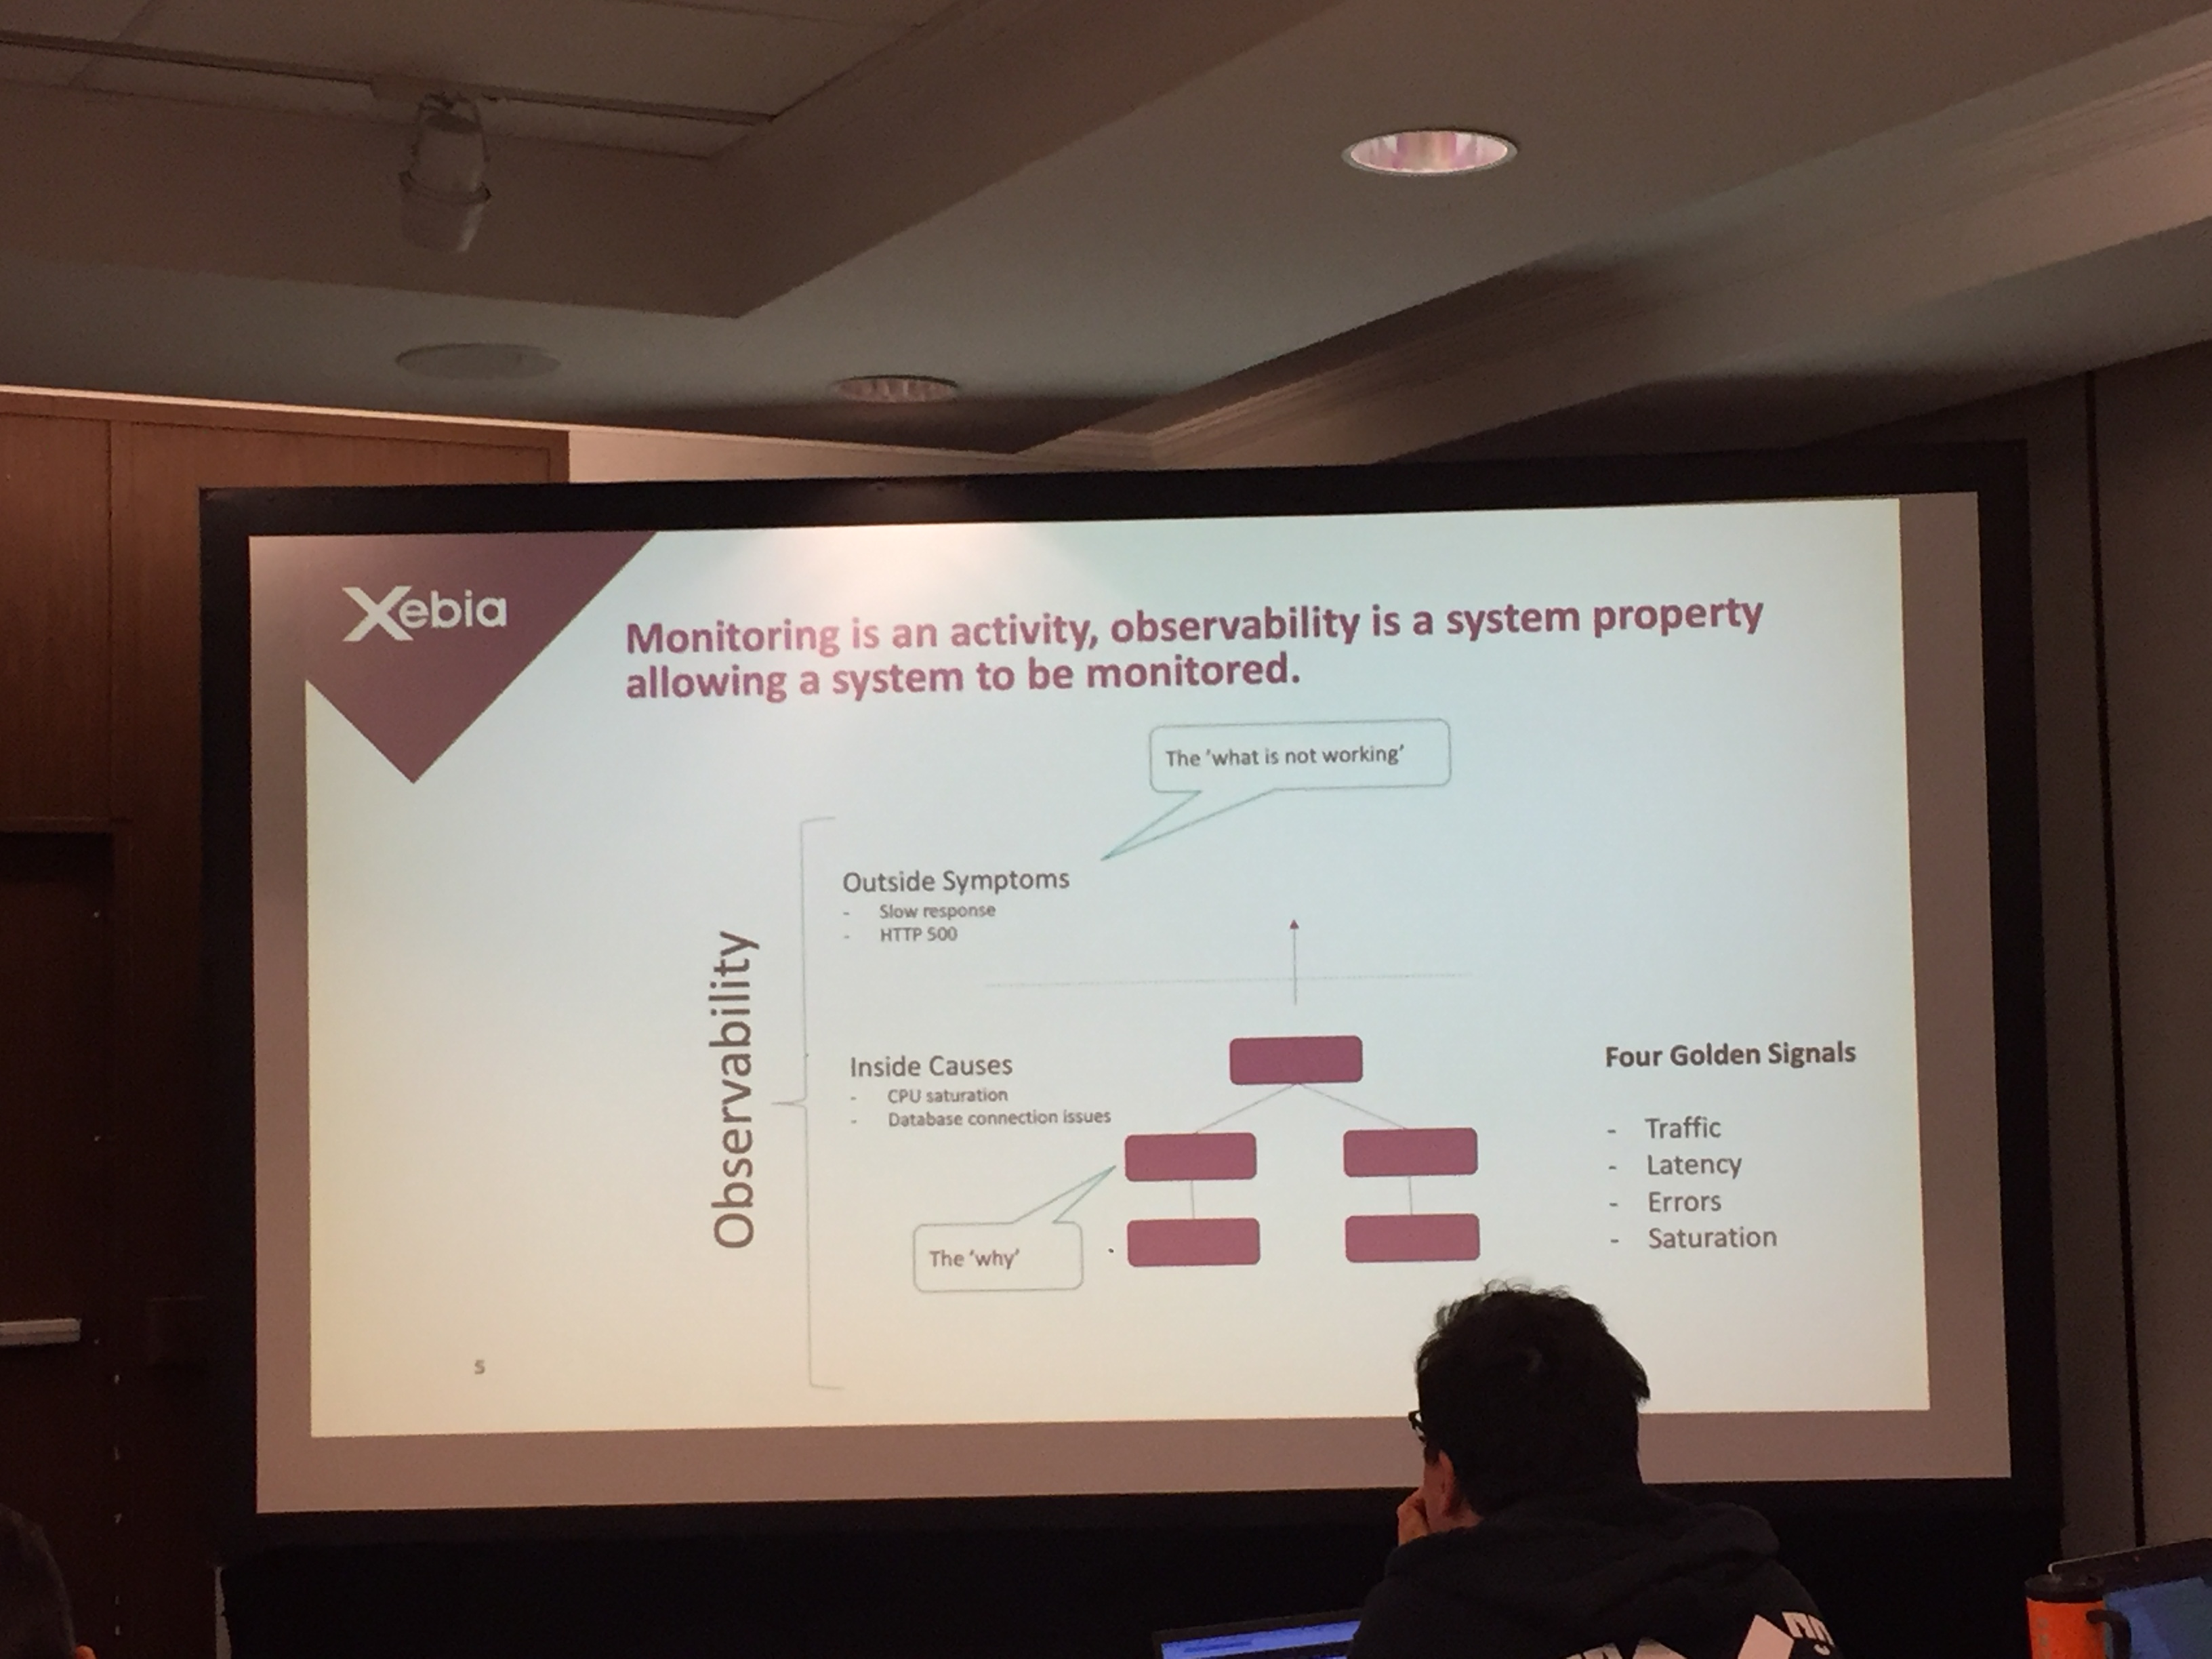 Xebia
Monitoring is an activity, observability is a system property
allowing a system to be monitored.
The 'what is not working'
Observability
Outside Symptoms
- Slow response
- HTTP 500
Inside Causes
- CPU saturation
- Database connection issues
The 'why'
Four Golden Signals
- Traffic
- Latency
- Errors
- Saturation
5